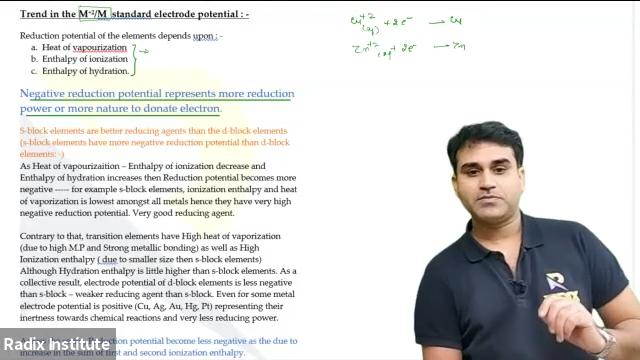 Trend in the M⁺²/M standard electrode potential : -
Cu⁺²(aq) + 2e⁻ → Cu
Zn⁺²(aq) + 2e⁻ → Zn
Reduction potential of the elements depends upon : -
a. Heat of vapourization
b. Enthalpy of ionization
c. Enthalpy of hydration.
Negative reduction potential represents more reduction
power or more nature to donate electron.
S-block elements are better reducing agents than the d-block elements
(s-block elements have more negative reduction potential than d-block
elements:-)
As Heat of vapourizaition – Enthalpy of ionization decrease and
Enthalpy of hydration increases then Reduction potential becomes more
negative ----- for example s-block elements, ionization enthalpy and heat
of vaporization is lowest amongst all metals hence they have very high
negative reduction potential. Very good reducing agent.
Contrary to that, transition elements have High heat of vaporization
(due to high M.P and Strong metallic bonding) as well as High
Ionization enthalpy ( due to smaller size then s-block elements)
Although Hydration enthalpy is little higher than s-block elements. As a
collective result, electrode potential of d-block elements is less negative
than s-block – weaker reducing agent than s-block. Even for some metal
electrode potential is positive (Cu, Ag, Au, Hg, Pt) representing their
inertness towards chemical reactions and very less reducing power.
Reduction potential become less negative as the due to
increase in the sum of first and second ionization enthalpy.
Radix Institute